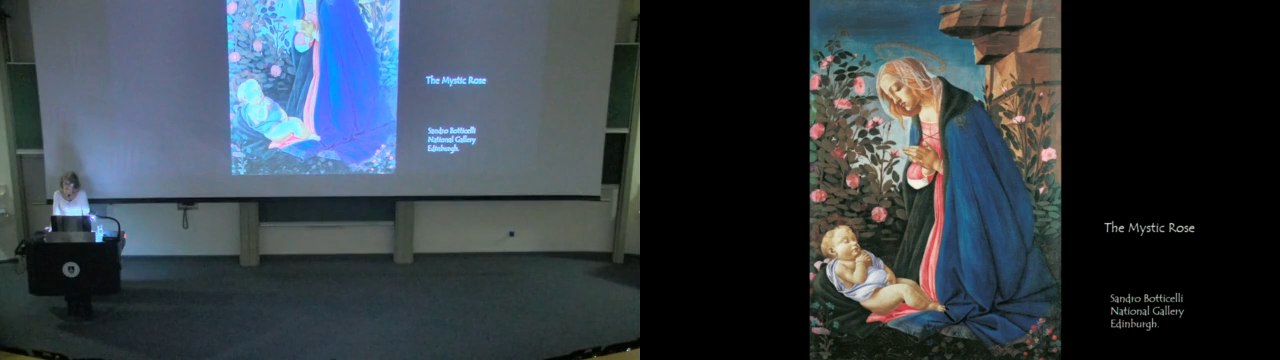 The Mystic Rose
Sandro Botticelli
National Gallery
Edinburgh.
The Mystic Rose
Sandro Botticelli
National Gallery
Edinburgh.